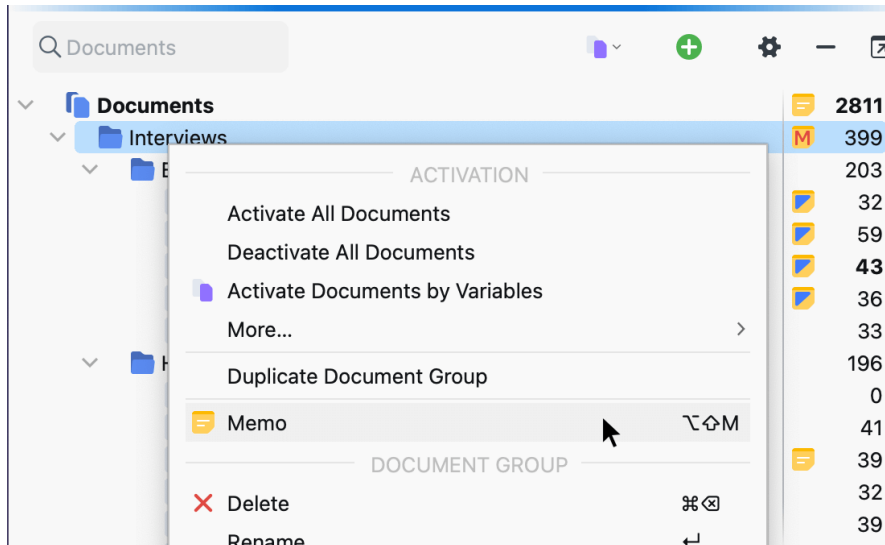 Documents
Documents 2811
Interviews M 399
203
ACTIVATION
Activate All Documents 32
Deactivate All Documents 59
43
Activate Documents by Variables 36
More... 33
196
Duplicate Document Group 0
Memo ⌥⇧M 41
DOCUMENT GROUP 39
Delete ⌘⌫ 32
Rename ↵ 39